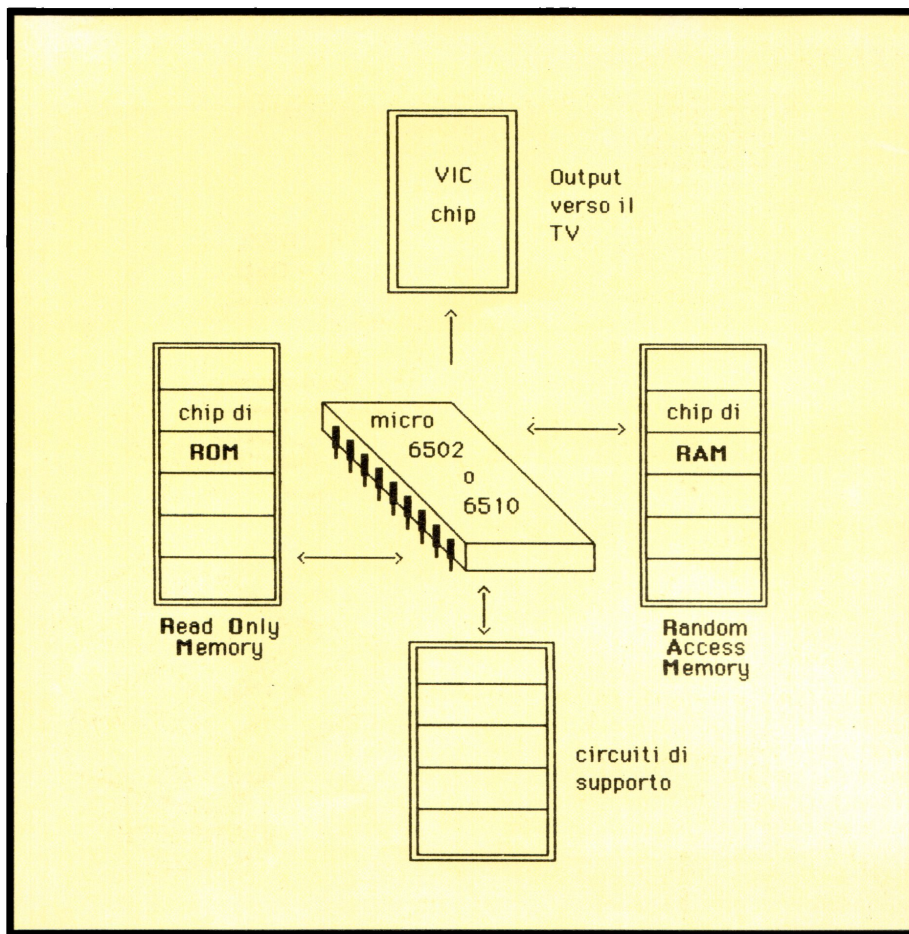 VIC
chip
Output
verso il
TV
chip di
ROM
micro
6502
o
6510
chip di
RAM
Read Only
Memory
Random
Access
Memory
circuiti di
supporto